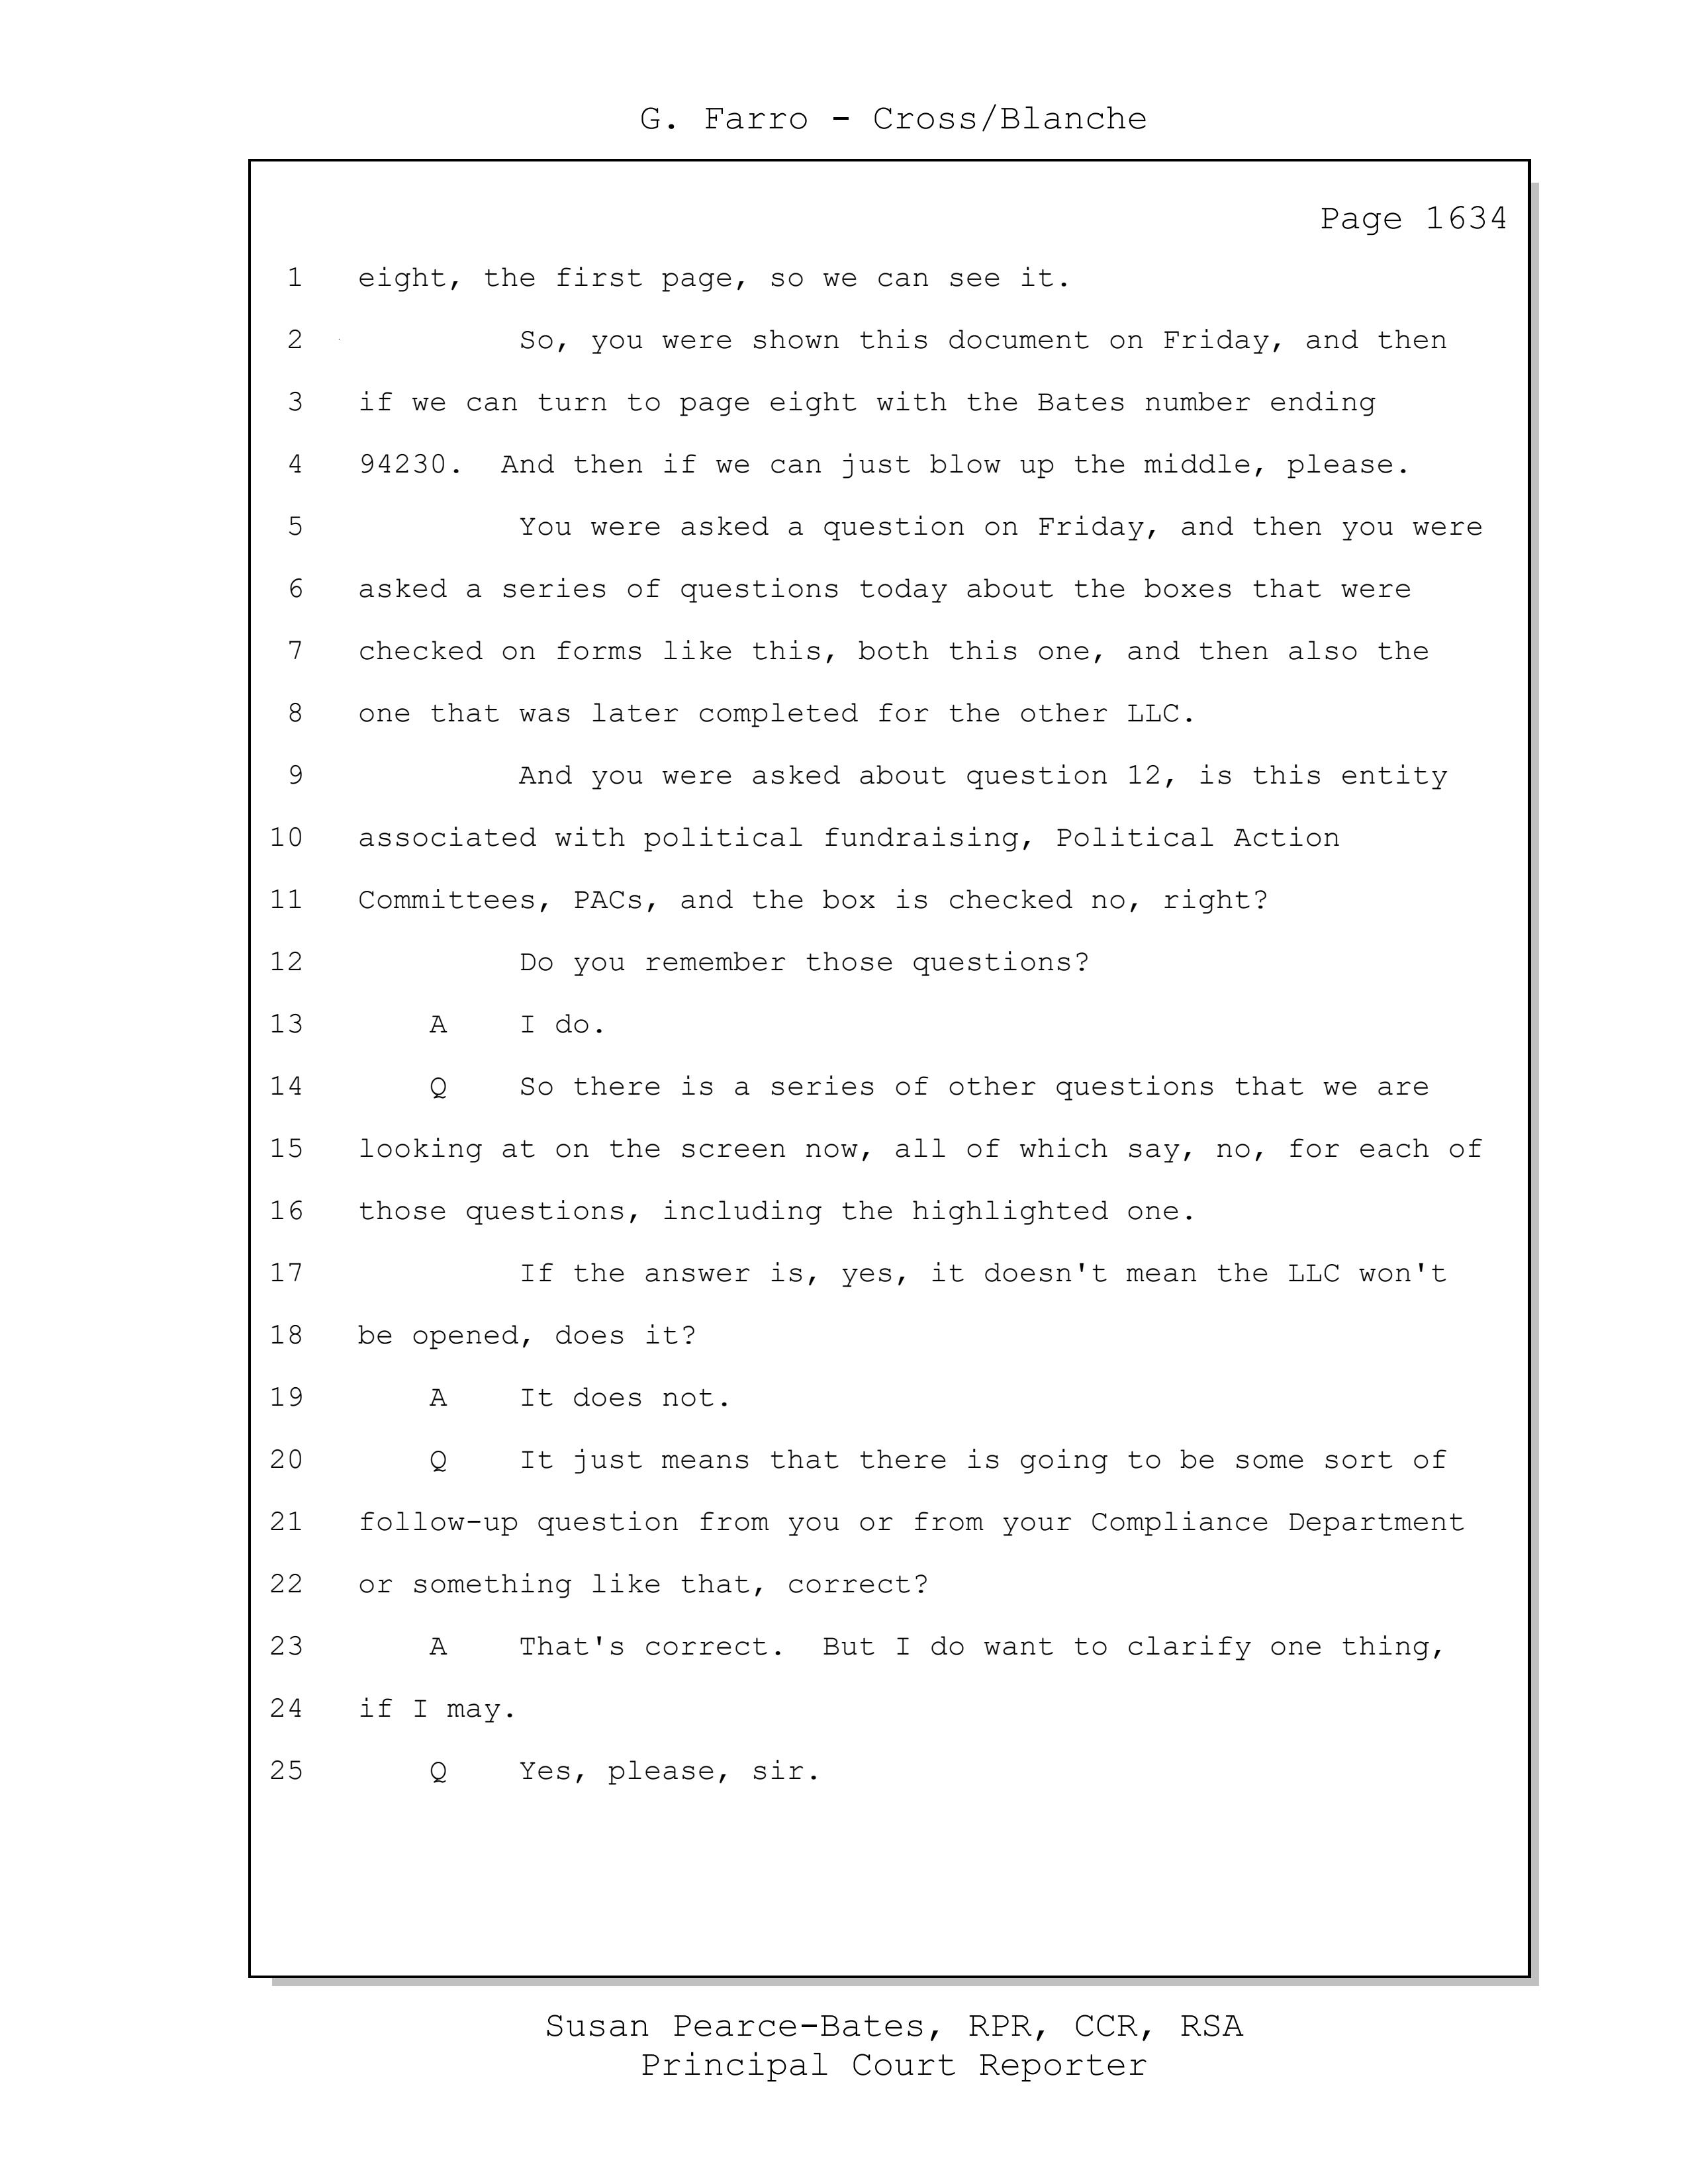 G. Farro - Cross/Blanche
Page 1634
1 eight, the first page, so we can see it.
2 So, you were shown this document on Friday, and then
3 if we can turn to page eight with the Bates number ending
4 94230. And then if we can just blow up the middle, please.
5 You were asked a question on Friday, and then you were
6 asked a series of questions today about the boxes that were
7 checked on forms like this, both this one, and then also the
8 one that was later completed for the other LLC.
9 And you were asked about question 12, is this entity
10 associated with political fundraising, Political Action
11 Committees, PACs, and the box is checked no, right?
12 Do you remember those questions?
13 A I do.
14 Q So there is a series of other questions that we are
15 looking at on the screen now, all of which say, no, for each of
16 those questions, including the highlighted one.
17 If the answer is, yes, it doesn't mean the LLC won't
18 be opened, does it?
19 A It does not.
20 Q It just means that there is going to be some sort of
21 follow-up question from you or from your Compliance Department
22 or something like that, correct?
23 A That's correct. But I do want to clarify one thing,
24 if I may.
25 Q Yes, please, sir.
Susan Pearce-Bates, RPR, CCR, RSA
Principal Court Reporter